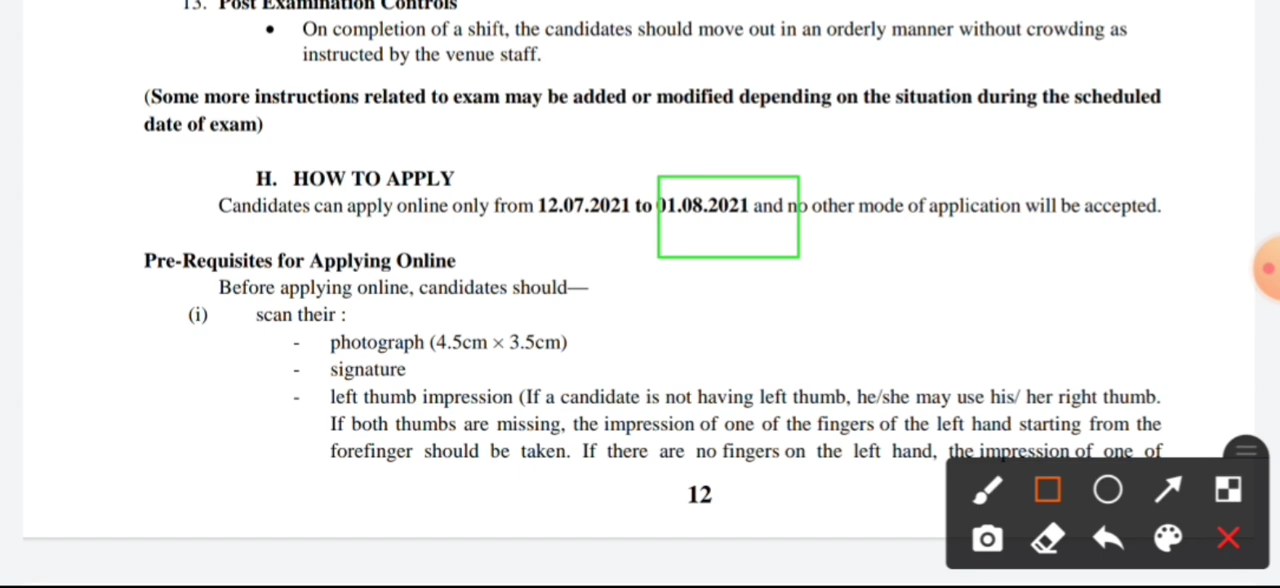 13. Post Examination Controls
• On completion of a shift, the candidates should move out in an orderly manner without crowding as
instructed by the venue staff.
(Some more instructions related to exam may be added or modified depending on the situation during the scheduled
date of exam)
H. HOW TO APPLY
Candidates can apply online only from 12.07.2021 to 01.08.2021 and no other mode of application will be accepted.
Pre-Requisites for Applying Online
Before applying online, candidates should—
(i) scan their :
- photograph (4.5cm × 3.5cm)
- signature
- left thumb impression (If a candidate is not having left thumb, he/she may use his/ her right thumb.
If both thumbs are missing, the impression of one of the fingers of the left hand starting from the
forefinger should be taken. If there are no fingers on the left hand, the impression of one of
12